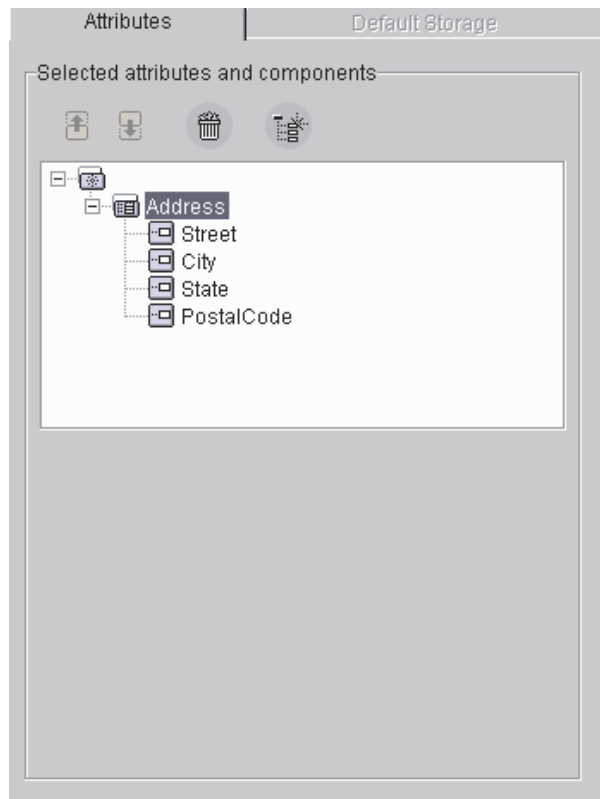 Attributes
Default Storage
Selected attributes and components
Address
Street
City
State
PostalCode